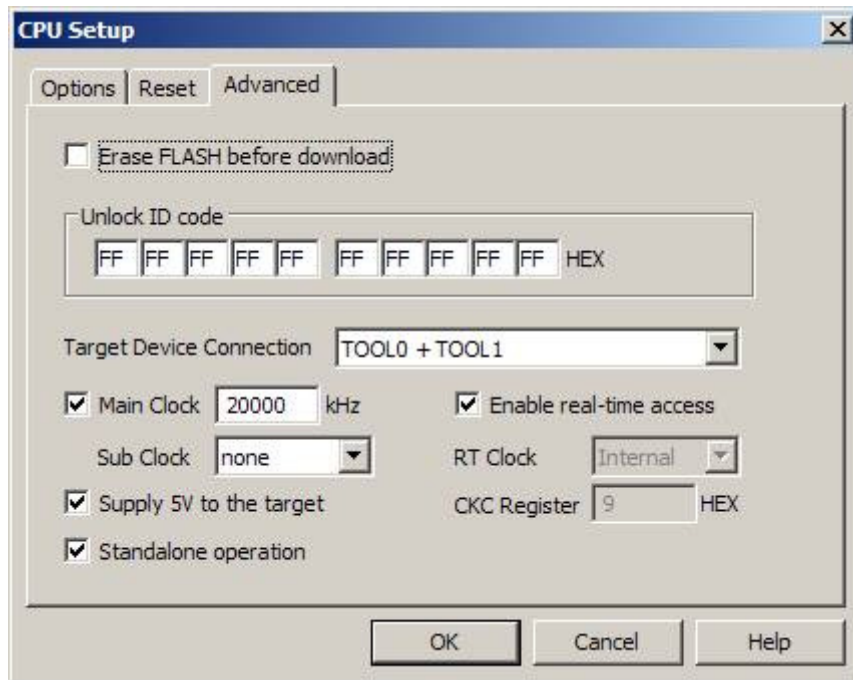 CPU Setup
Options Reset Advanced
Erase FLASH before download
Unlock ID code
FF FF FF FF FF FF FF FF FF FF HEX
Target Device Connection TOOL0 + TOOL1
Main Clock 20000 kHz Enable real-time access
Sub Clock none RT Clock Internal
Supply 5V to the target CKC Register 9 HEX
Standalone operation
OK Cancel Help